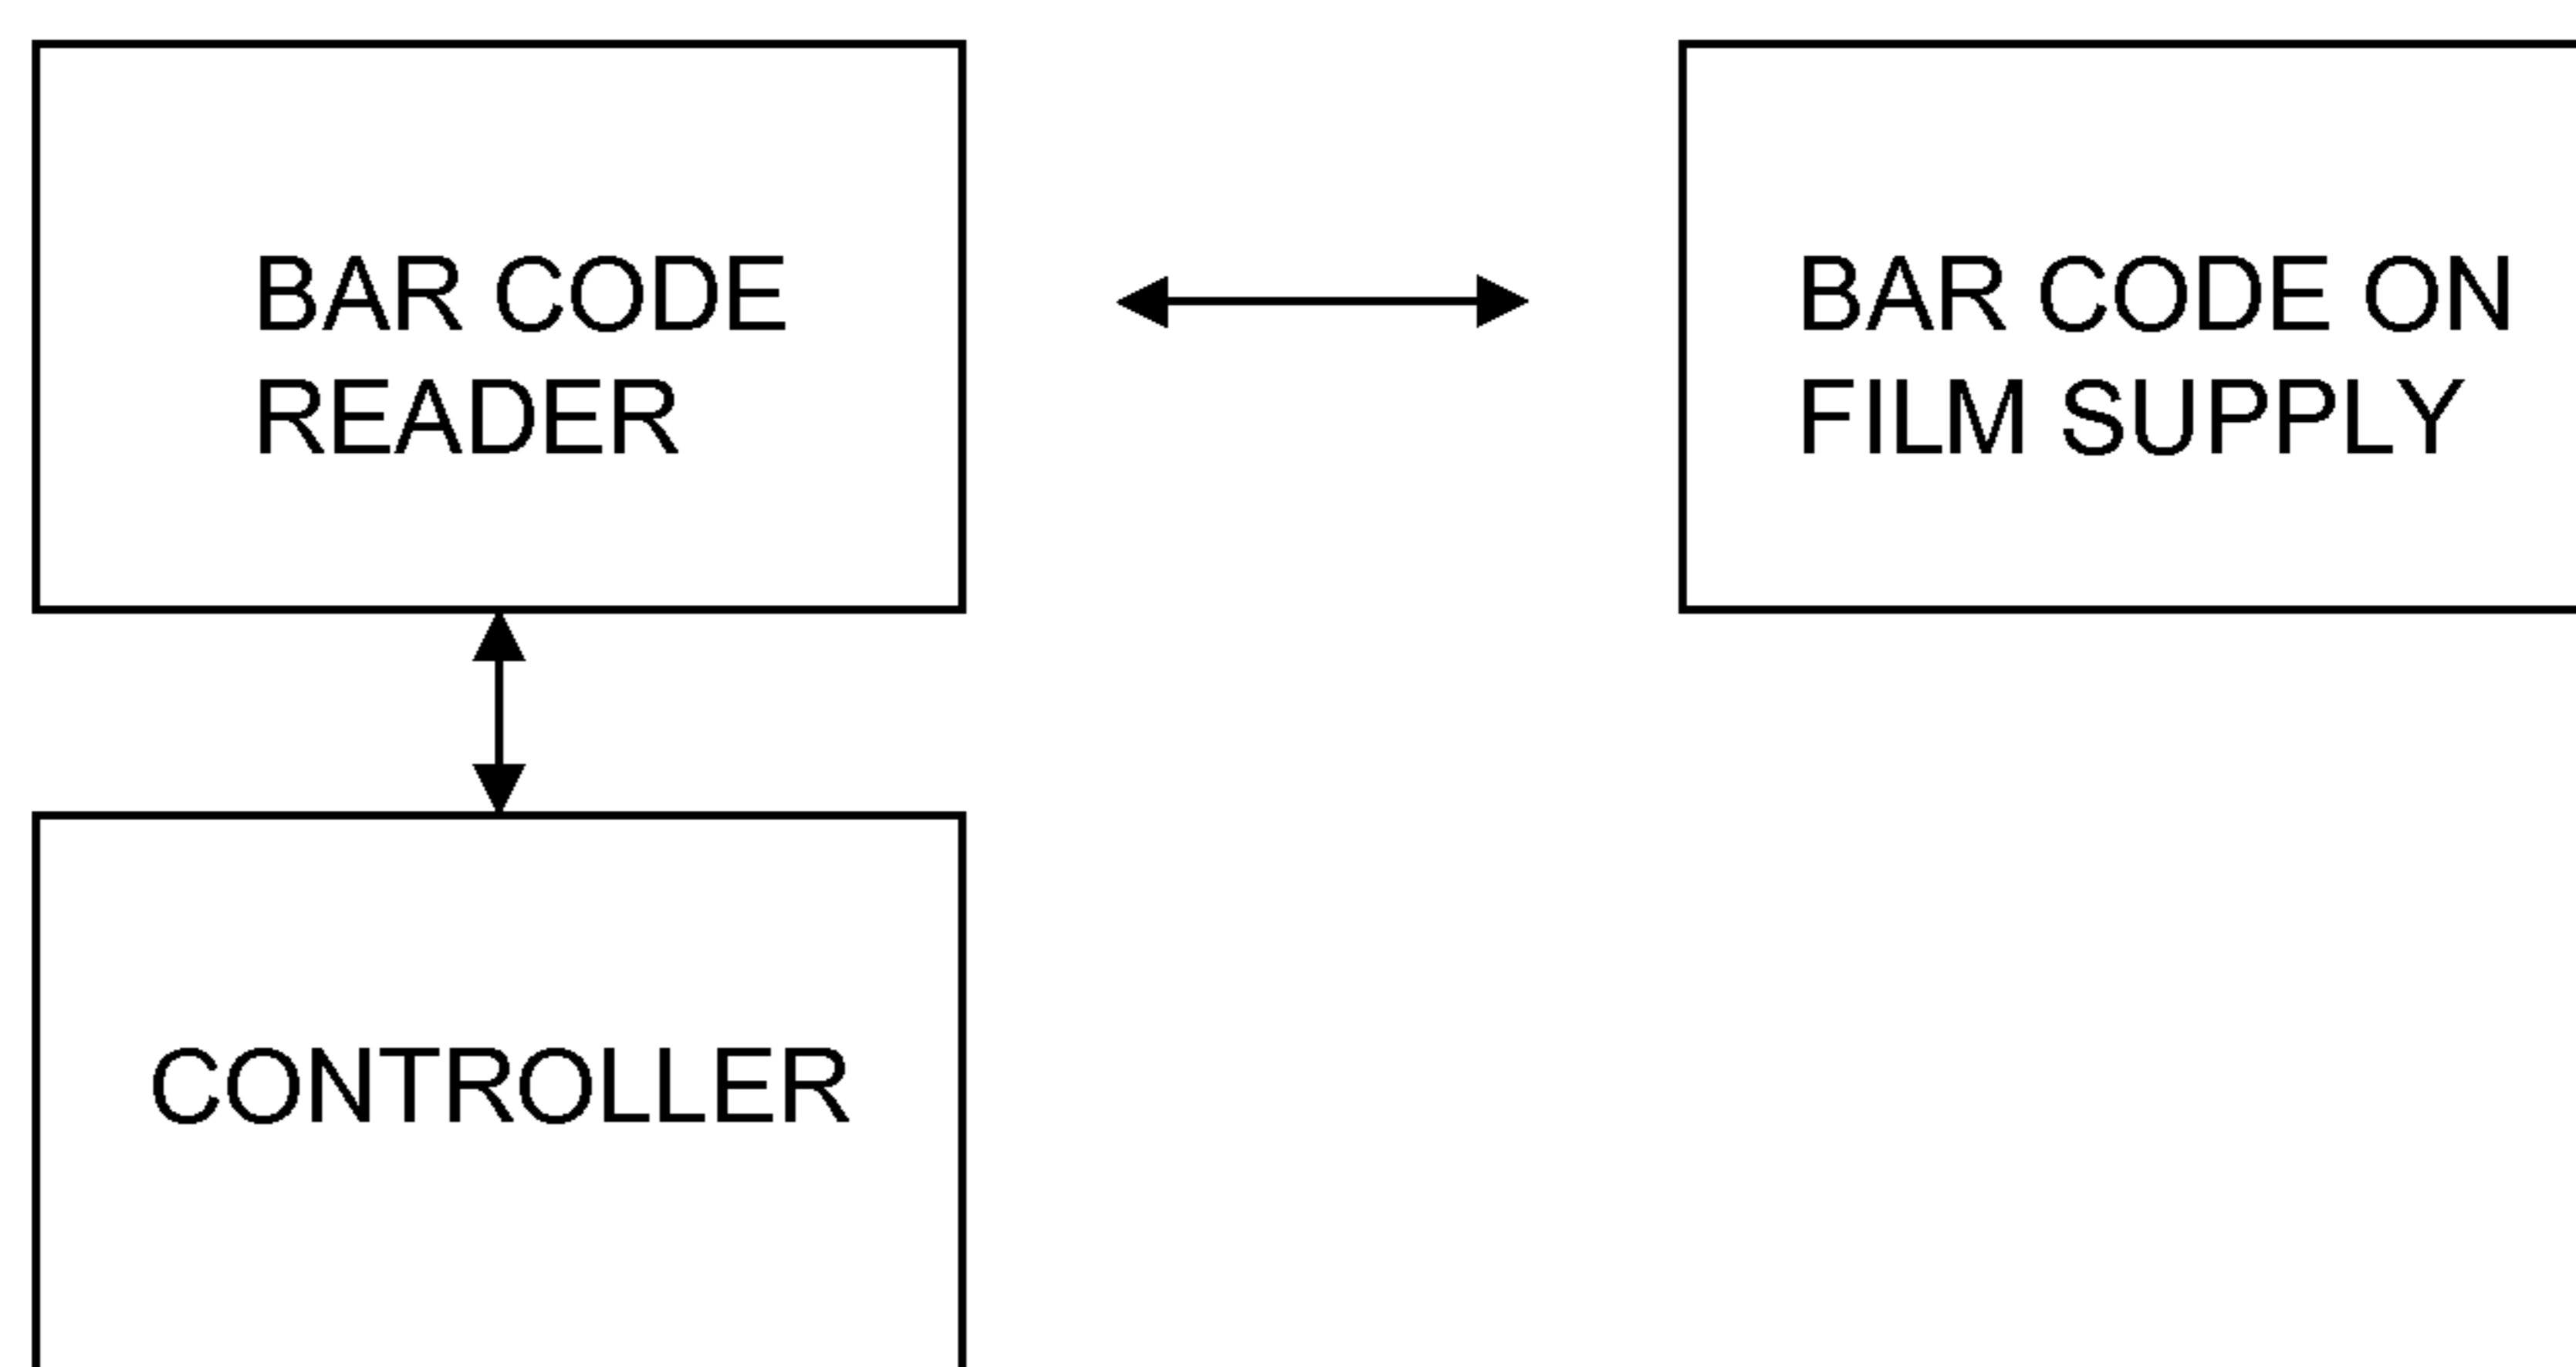 BAR CODE
READER
BAR CODE ON
FILM SUPPLY
CONTROLLER